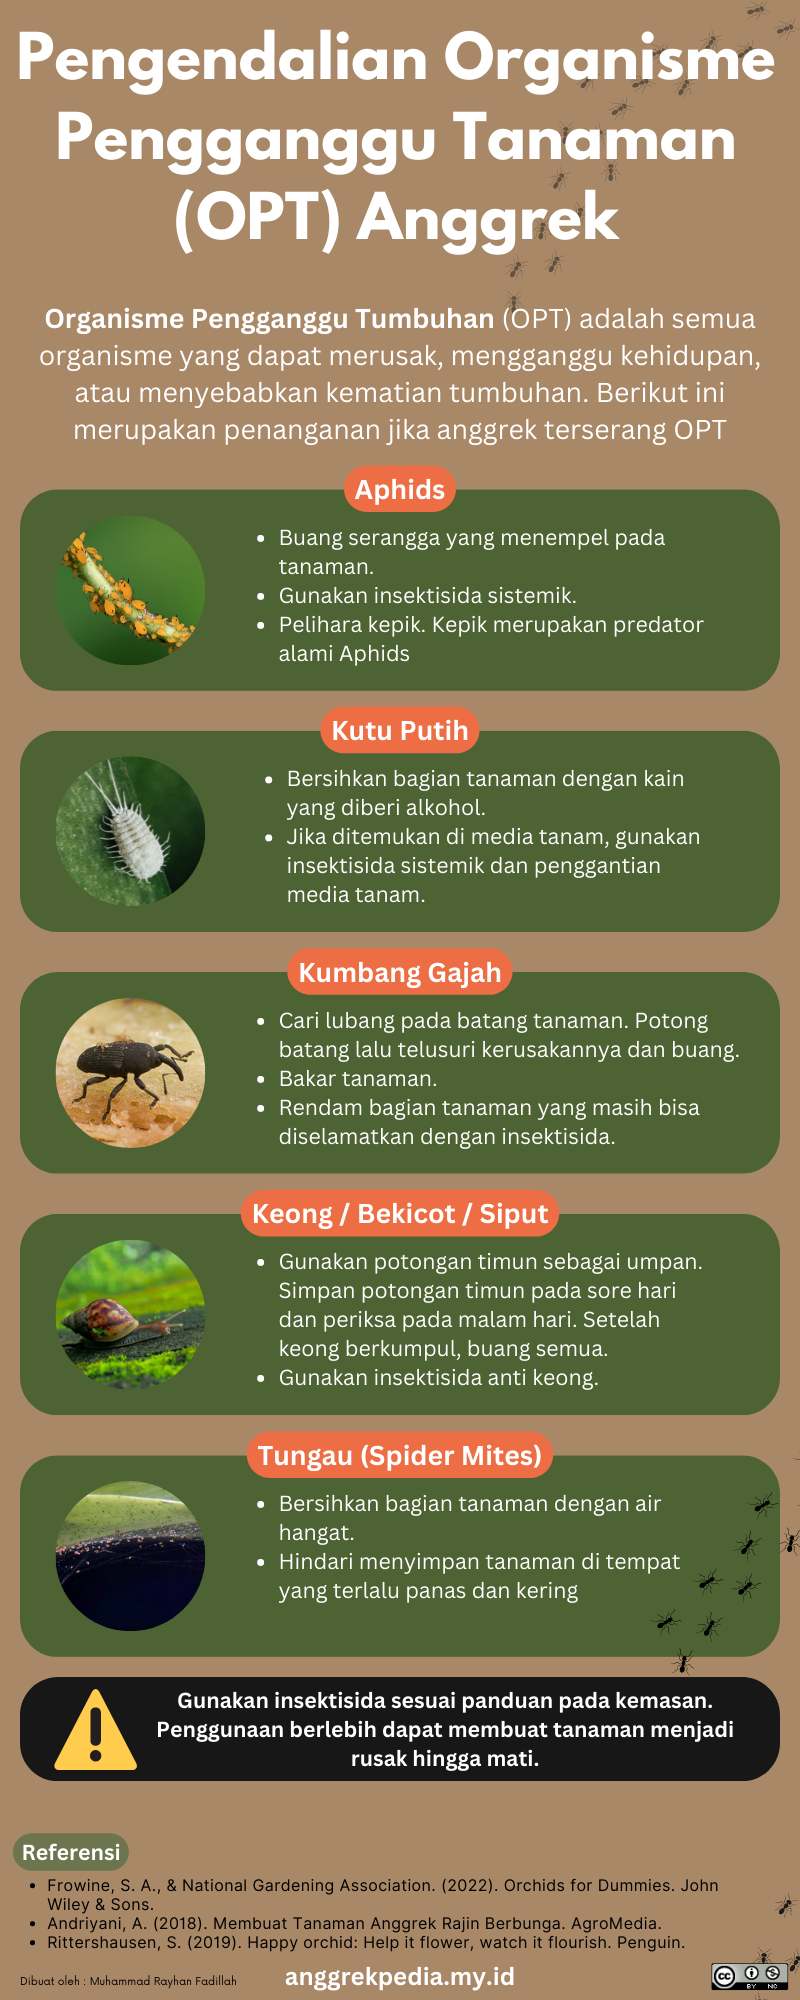 Pengendalian Organisme
Pengganggu Tanaman
(OPT) Anggrek
Organisme Pengganggu Tumbuhan (OPT) adalah semua
organisme yang dapat merusak, mengganggu kehidupan,
atau menyebabkan kematian tumbuhan. Berikut ini
merupakan penanganan jika anggrek terserang OPT
Aphids
• Buang serangga yang menempel pada
tanaman.
• Gunakan insektisida sistemik.
• Pelihara kepik. Kepik merupakan predator
alami Aphids
Kutu Putih
• Bersihkan bagian tanaman dengan kain
yang diberi alkohol.
• Jika ditemukan di media tanam, gunakan
insektisida sistemik dan penggantian
media tanam.
Kumbang Gajah
• Cari lubang pada batang tanaman. Potong
batang lalu telusuri kerusakannya dan buang.
• Bakar tanaman.
• Rendam bagian tanaman yang masih bisa
diselamatkan dengan insektisida.
Keong / Bekicot / Siput
• Gunakan potongan timun sebagai umpan.
Simpan potongan timun pada sore hari
dan periksa pada malam hari. Setelah
keong berkumpul, buang semua.
• Gunakan insektisida anti keong.
Tungau (Spider Mites)
• Bersihkan bagian tanaman dengan air
hangat.
• Hindari menyimpan tanaman di tempat
yang terlalu panas dan kering
Gunakan insektisida sesuai panduan pada kemasan.
Penggunaan berlebih dapat membuat tanaman menjadi
rusak hingga mati.
Referensi
• Frowine, S. A., & National Gardening Association. (2022). Orchids for Dummies. John
Wiley & Sons.
• Andriyani, A. (2018). Membuat Tanaman Anggrek Rajin Berbunga. AgroMedia.
• Rittershausen, S. (2019). Happy orchid: Help it flower, watch it flourish. Penguin.
Dibuat oleh : Muhammad Rayhan Fadillah
anggrekpedia.my.id
cc BY NC